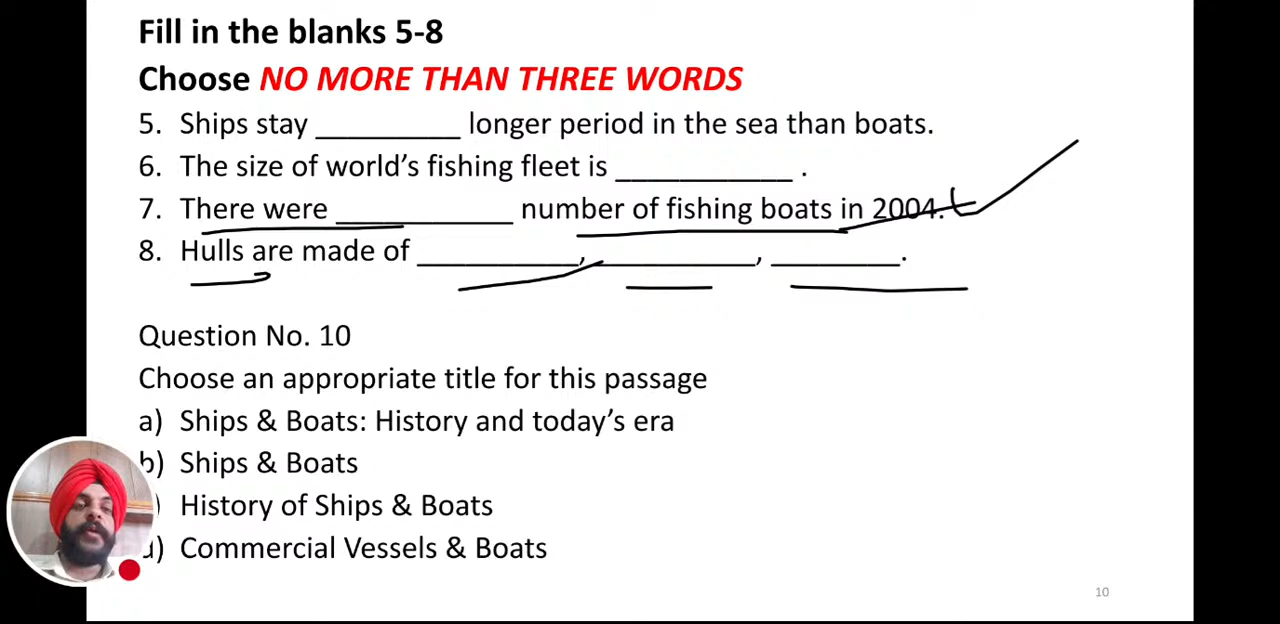 Fill in the blanks 5-8
Choose NO MORE THAN THREE WORDS
5. Ships stay __________ longer period in the sea than boats.
6. The size of world's fishing fleet is ____________ .
7. There were ____________ number of fishing boats in 2004.
8. Hulls are made of ___________, ___________, _________.
Question No. 10
Choose an appropriate title for this passage
a) Ships & Boats: History and today's era
b) Ships & Boats
) History of Ships & Boats
d) Commercial Vessels & Boats
10